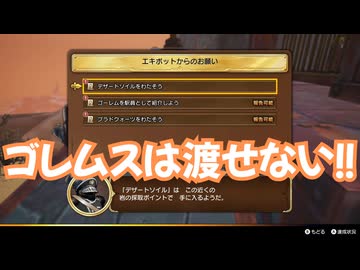 エキポットからのお願い
デザートソイルをわたそう
ゴーレムを駅員として紹介しよう 報告可能
ブラドウォーツをわたそう 報告可能
ゴレムスは渡せない!!
「デザートソイル」は この近くの
岩の採取ポイントで 手に入るようだ。
もどる 達成状況